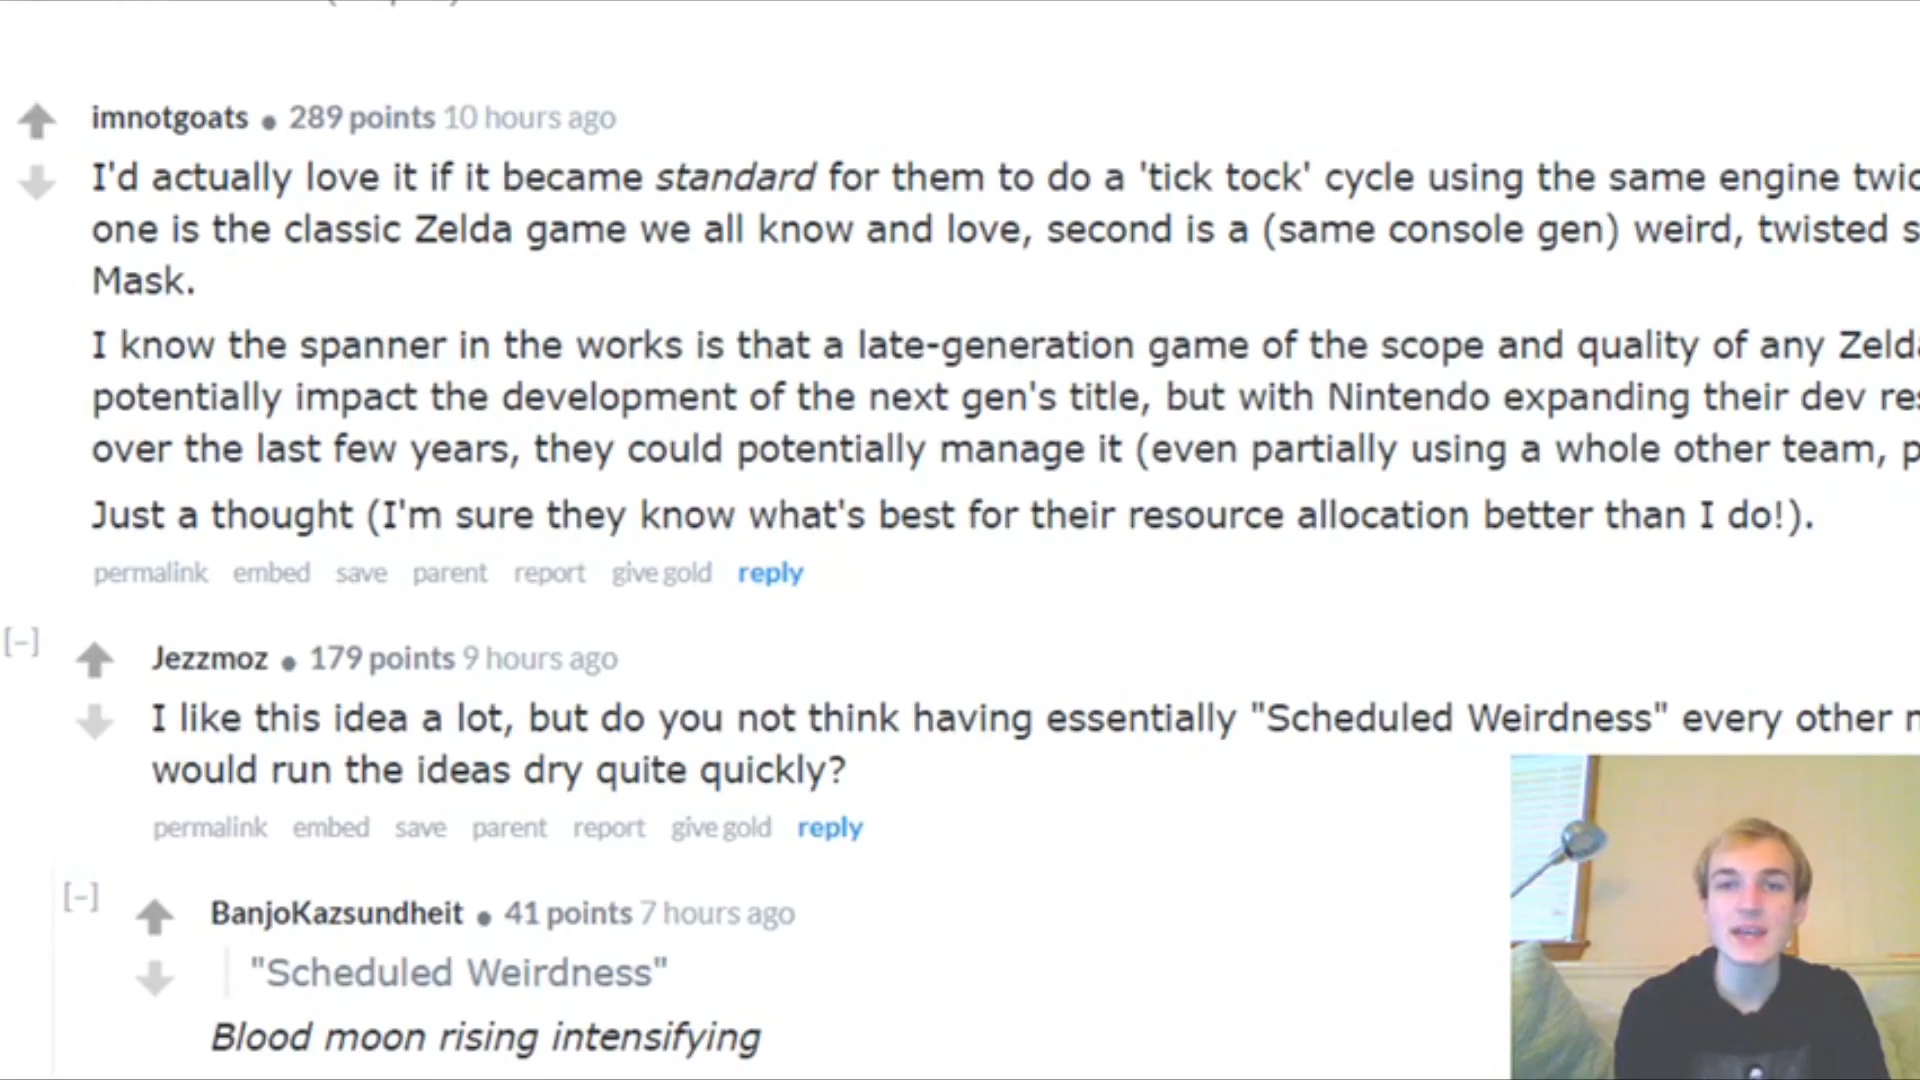 imnotgoats • 289 points 10 hours ago
I'd actually love it if it became standard for them to do a 'tick tock' cycle using the same engine
one is the classic Zelda game we all know and love, second is a (same console gen) weird, twisted
Mask.
I know the spanner in the works is that a late-generation game of the scope and quality of any
potentially impact the development of the next gen's title, but with Nintendo expanding their dev
over the last few years, they could potentially manage it (even partially using a whole other team,
Just a thought (I'm sure they know what's best for their resource allocation better than I do!).
permalink embed save parent report give gold reply
[-]
Jezzmoz • 179 points 9 hours ago
I like this idea a lot, but do you not think having essentially "Scheduled Weirdness" every other
would run the ideas dry quite quickly?
permalink embed save parent report give gold reply
[-]
BanjoKazsundheit • 41 points 7 hours ago
"Scheduled Weirdness"
Blood moon rising intensifying